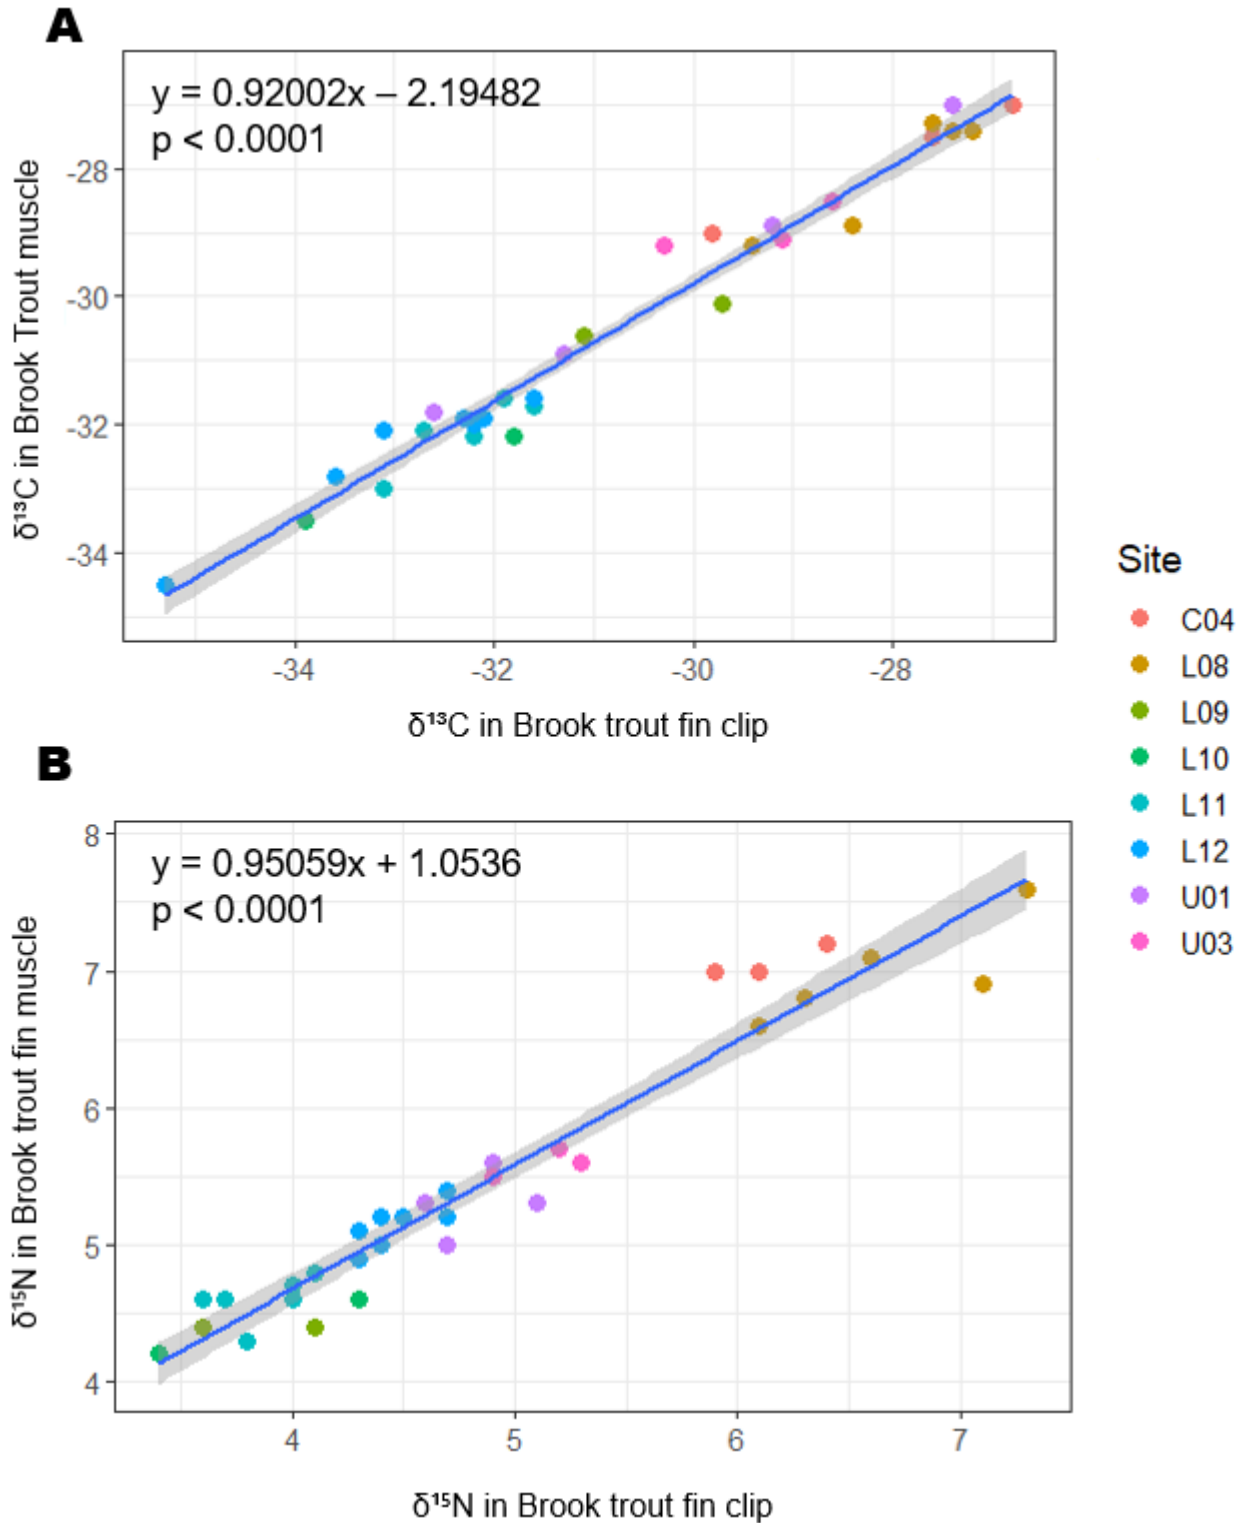 A
y = 0.92002x – 2.19482
p < 0.0001
δ¹³C in Brook Trout muscle
-28
-30
-32
-34
-34 -32 -30 -28
δ¹³C in Brook trout fin clip
Site
C04
L08
L09
L10
L11
L12
U01
U03
B
y = 0.95059x + 1.0536
p < 0.0001
δ¹⁵N in Brook trout fin muscle
8
7
6
5
4
4 5 6 7
δ¹⁵N in Brook trout fin clip